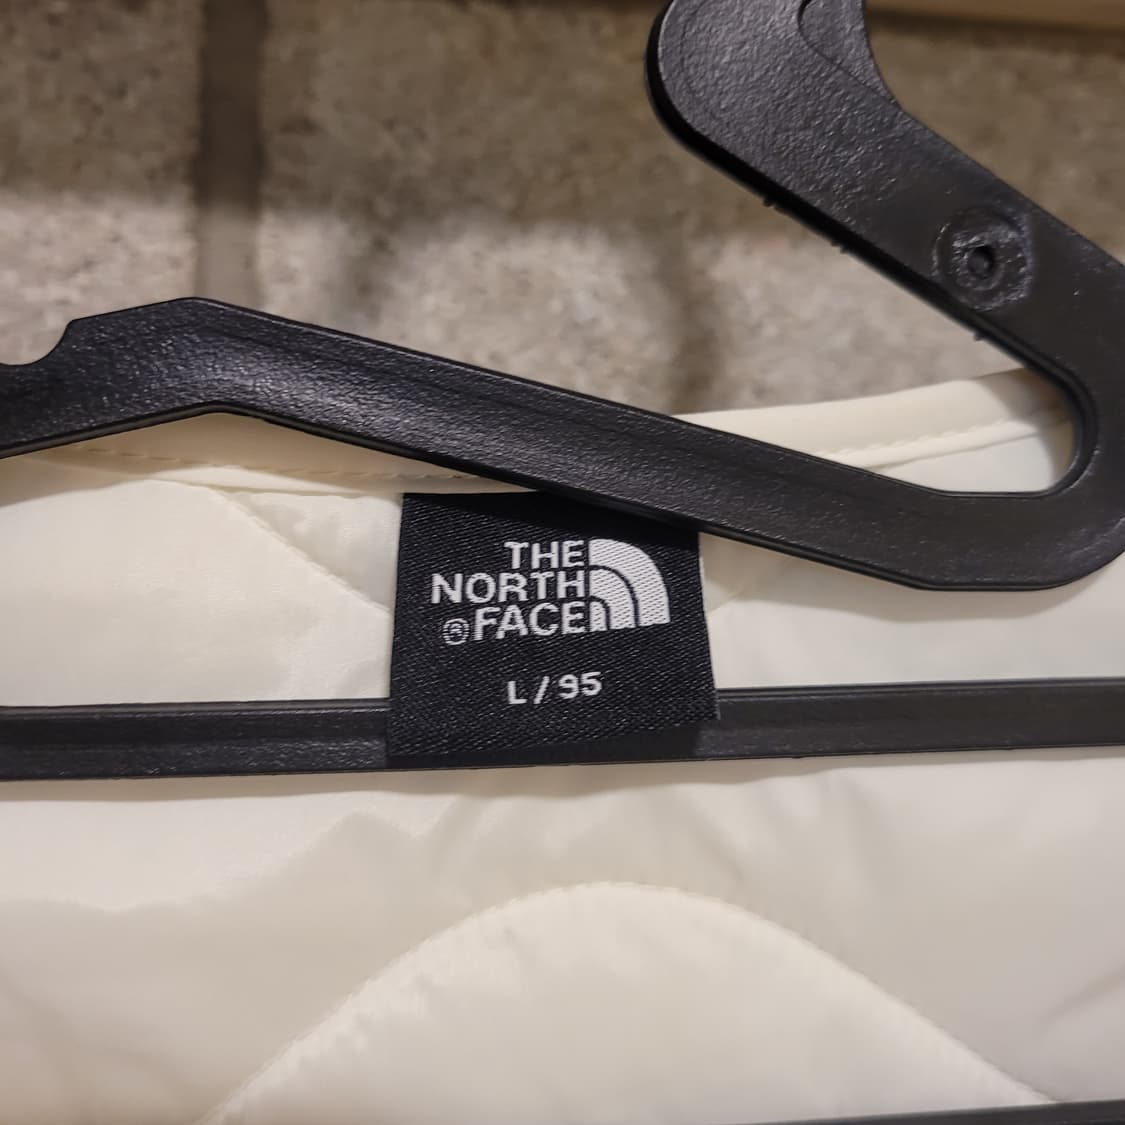 THE
NORTH
® FACE
L / 95